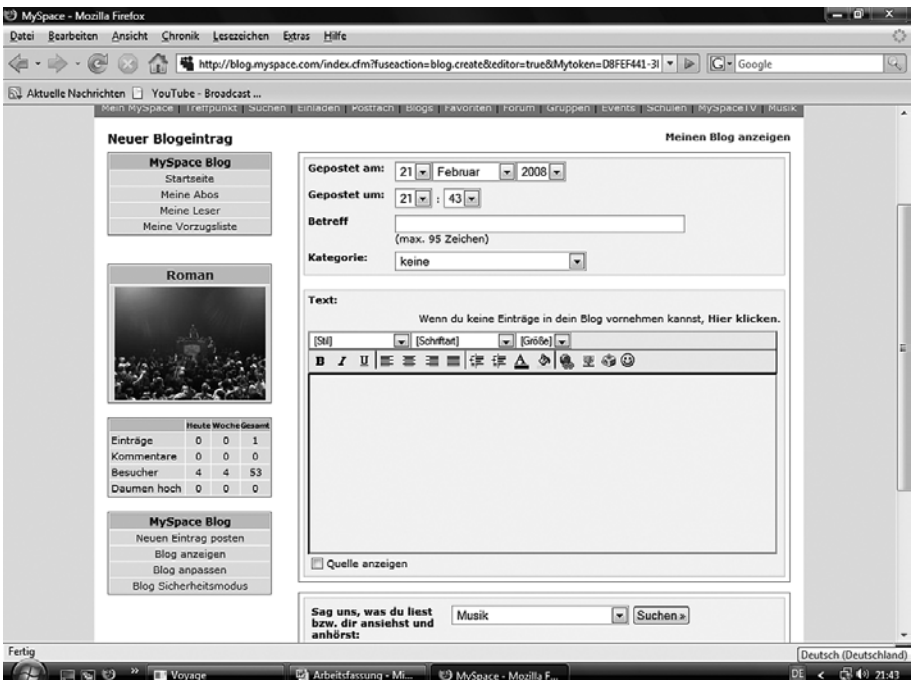 MySpace - Mozilla Firefox
Datei Bearbeiten Ansicht Chronik Lesezeichen Extras Hilfe
http://blog.myspace.com/index.cfm?fuseaction=blog.create&editor=true&Mytoken=D8FEF441-3 Google
Aktuelle Nachrichten YouTube - Broadcast ...
Mein MySpace | Treffpunkt | Suchen | Einladen | Postfach | Blogs | Favoriten | Forum | Gruppen | Events | Schulen | MySpaceTV | Musik
Neuer Blogeintrag
Meinen Blog anzeigen
MySpace Blog
Startseite
Meine Abos
Meine Leser
Meine Vorzugsliste
Roman
Heute Woche Gesamt
Einträge 0 0 1
Kommentare 0 0 0
Besucher 4 4 53
Daumen hoch 0 0 0
MySpace Blog
Neuen Eintrag posten
Blog anzeigen
Blog anpassen
Blog Sicherheitsmodus
Gepostet am: 21 Februar 2008
Gepostet um: 21 : 43
Betreff
(max. 95 Zeichen)
Kategorie: keine
Text:
Wenn du keine Einträge in dein Blog vornehmen kannst, Hier klicken.
[Stil] [Schriftart] [Größe]
B I U A
Quelle anzeigen
Sag uns, was du liest
bzw. dir ansiehst und
anhörst:
Musik Suchen »
Fertig
Deutsch (Deutschland)
Voyage Arbeitsfassung - Mi... MySpace - Mozilla F... DE 21:43